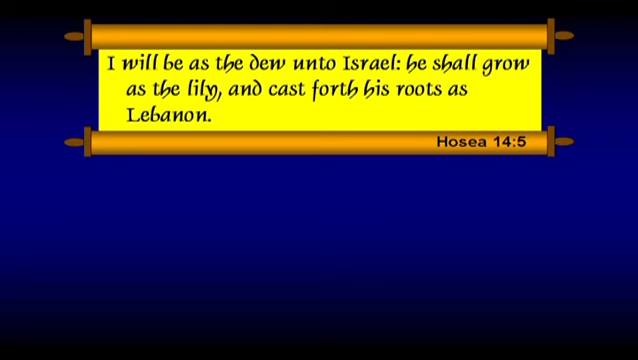 I will be as the dew unto Israel: he shall grow
as the lily, and cast forth his roots as
Lebanon.
Hosea 14:5